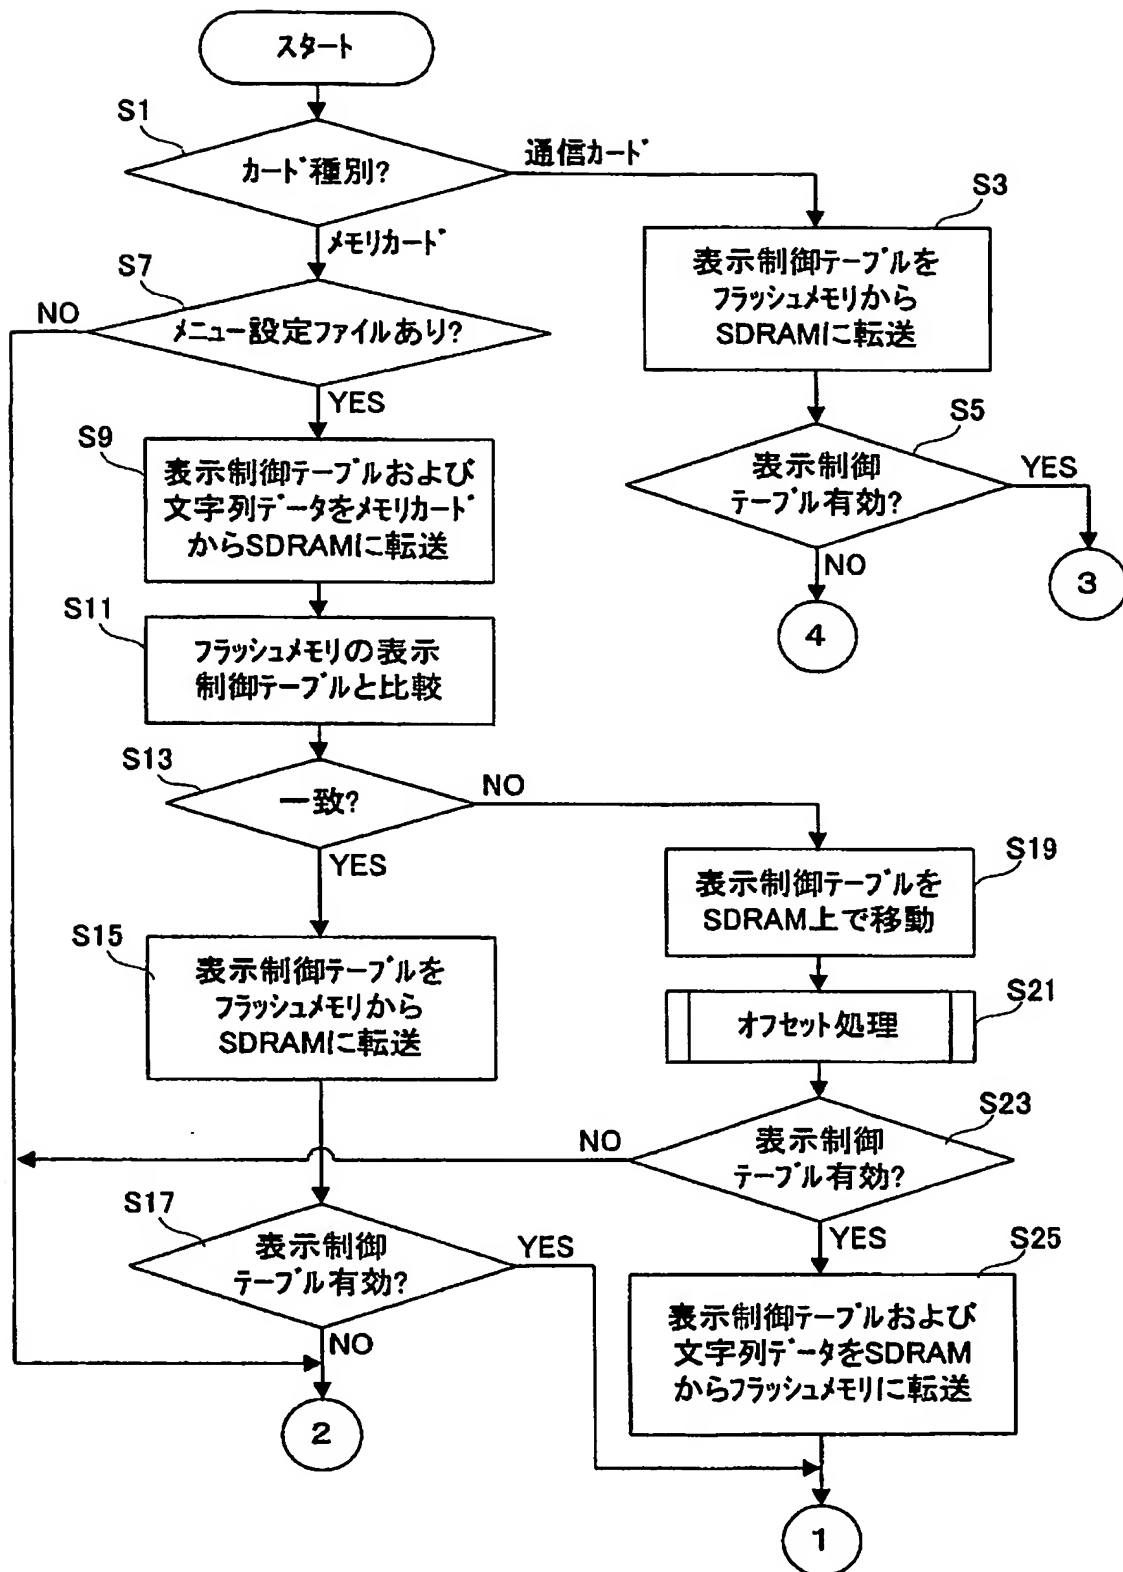 スタート
S1
カード種別?
通信カード
メモリカード
S3
表示制御テーブルを
フラッシュメモリから
SDRAMに転送
S7
NO
メニュー設定ファイルあり?
YES
S5
表示制御
テーブル有効?
YES
NO
3
4
S9
表示制御テーブルおよび
文字列データをメモリカード
からSDRAMに転送
S11
フラッシュメモリの表示
制御テーブルと比較
S13
一致?
NO
YES
S19
表示制御テーブルを
SDRAM上で移動
S15
表示制御テーブルを
フラッシュメモリから
SDRAMに転送
S21
オフセット処理
S23
表示制御
テーブル有効?
NO
YES
S17
表示制御
テーブル有効?
YES
NO
S25
表示制御テーブルおよび
文字列データをSDRAM
からフラッシュメモリに転送
2
1